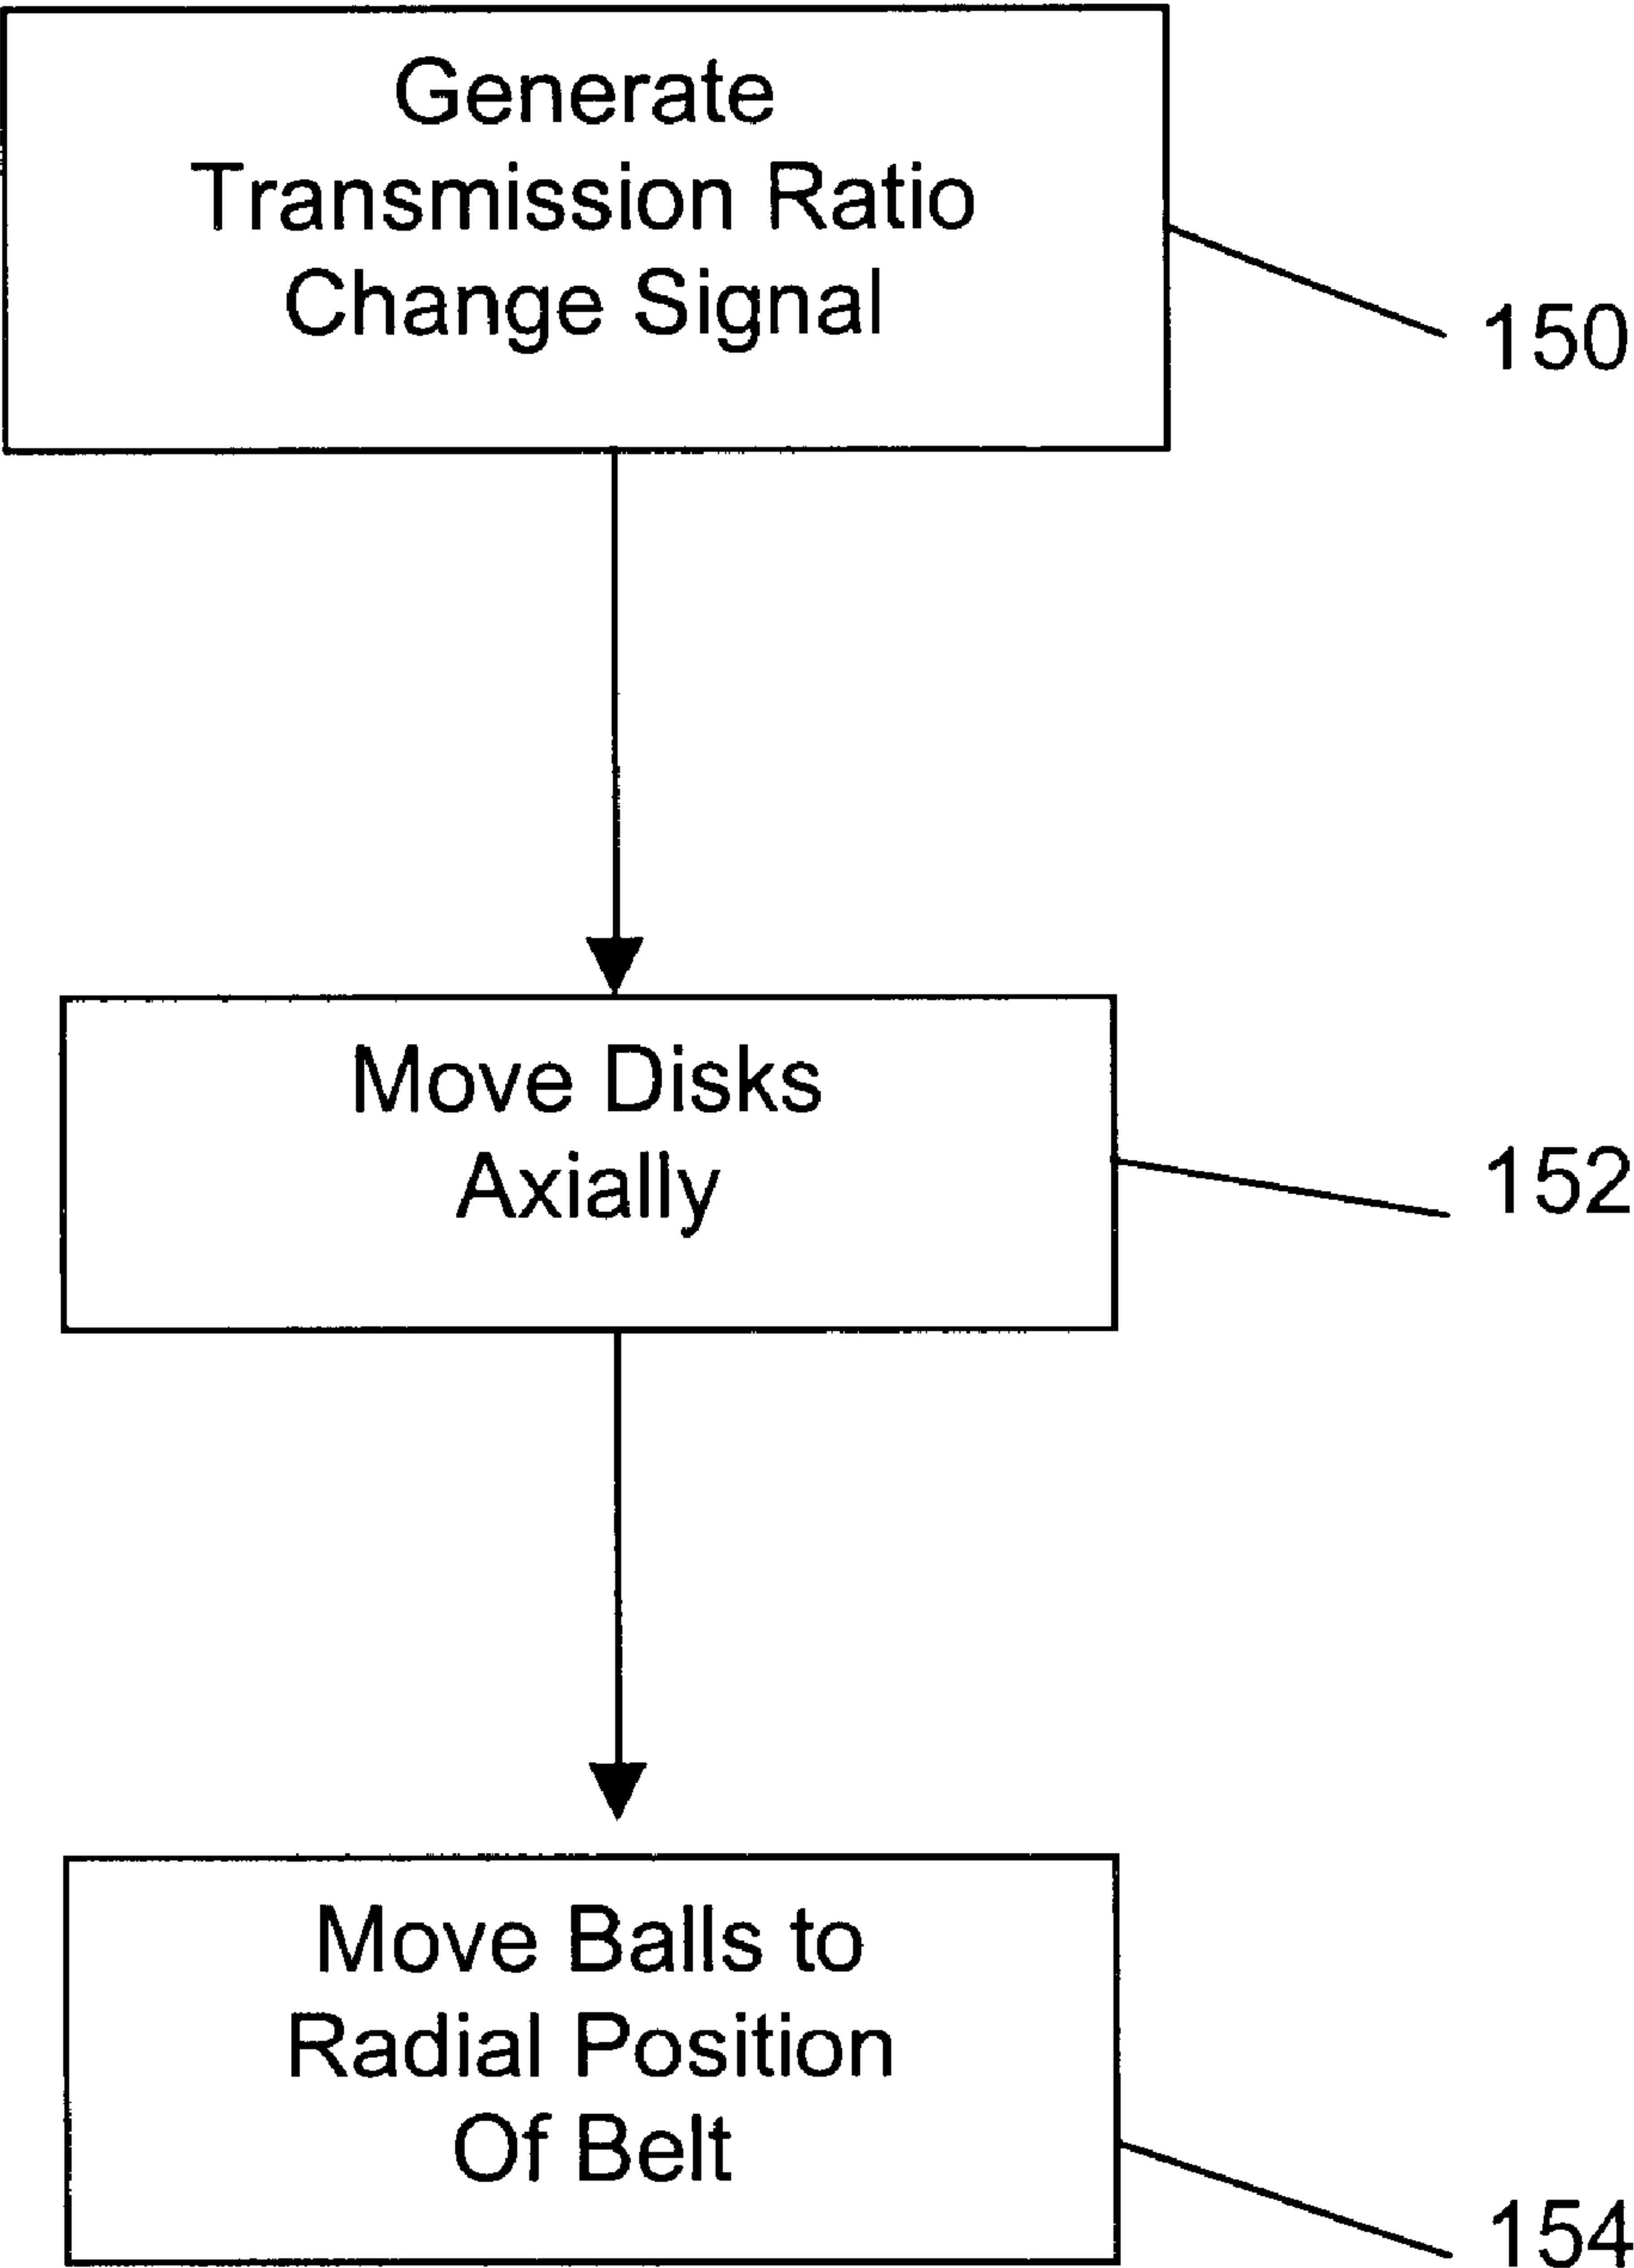 Generate
Transmission Ratio
Change Signal
150
Move Disks
Axially
152
Move Balls to
Radial Position
Of Belt
154